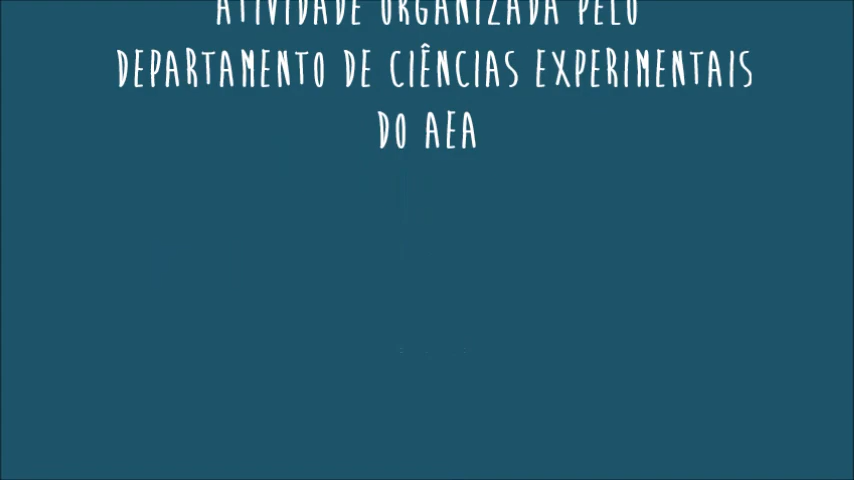 ATIVIDADE ORGANIZADA PELO
DEPARTAMENTO DE CIÊNCIAS EXPERIMENTAIS
DO AEA